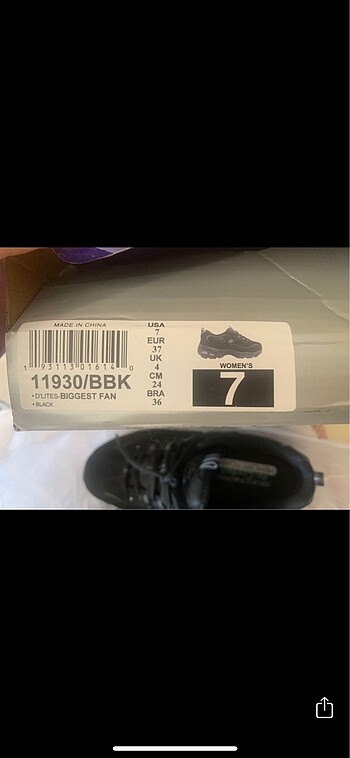 MADE IN CHINA
1 93113 01614 0
11930/BBK
• D'LITES-BIGGEST FAN
• BLACK
USA
7
EUR
37
UK
4
CM
24
BRA
36
WOMEN'S
7